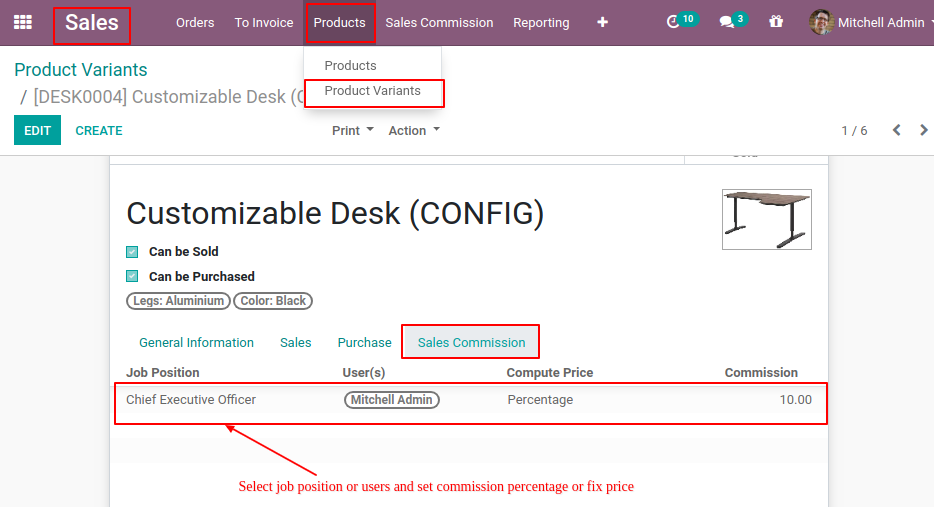 Sales Orders To Invoice Products Sales Commission Reporting 10 3 Mitchell Admin
Product Variants
Products
/ [DESK0004] Customizable Desk (C
Product Variants
EDIT CREATE Print Action 1 / 6
Customizable Desk (CONFIG)
Can be Sold
Can be Purchased
Legs: Aluminium Color: Black
General Information Sales Purchase Sales Commission
Job Position User(s) Compute Price Commission
Chief Executive Officer Mitchell Admin Percentage 10.00
Select job position or users and set commission percentage or fix price